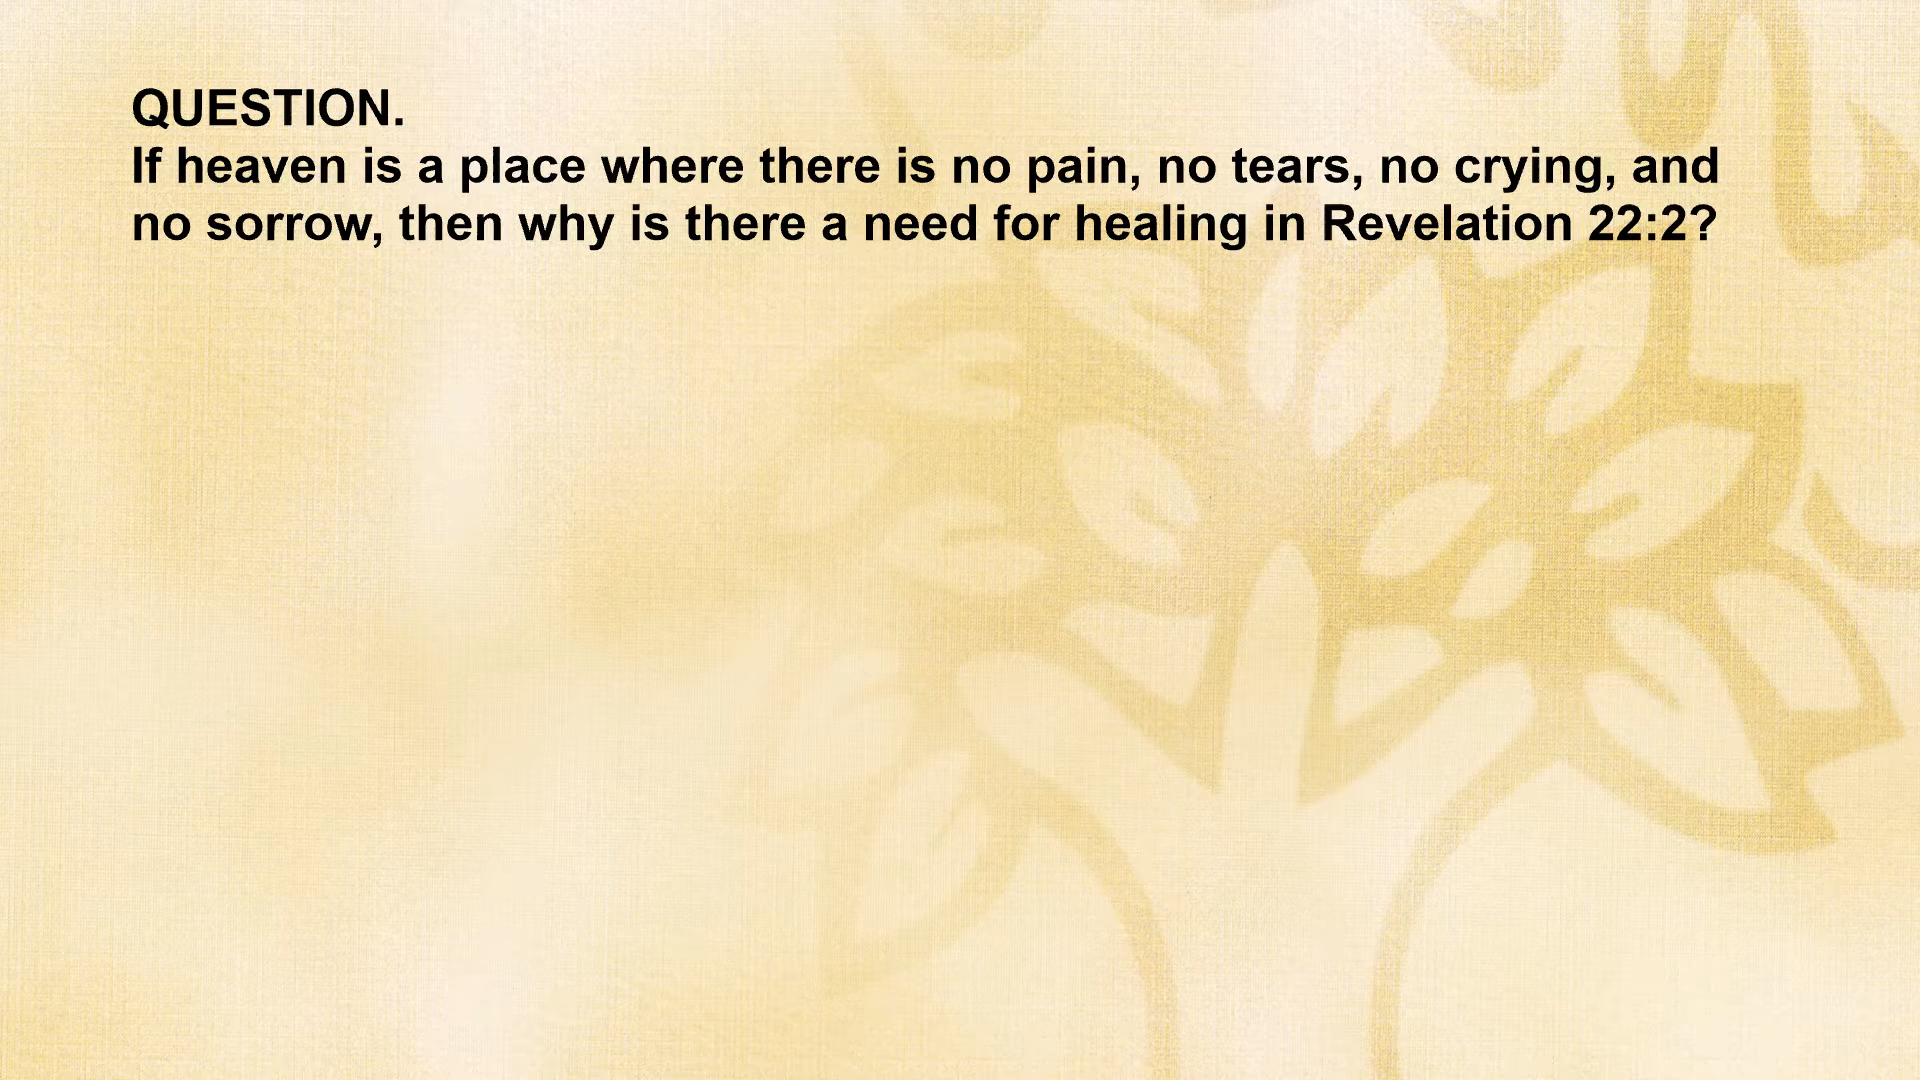 QUESTION.
If heaven is a place where there is no pain, no tears, no crying, and
no sorrow, then why is there a need for healing in Revelation 22:2?